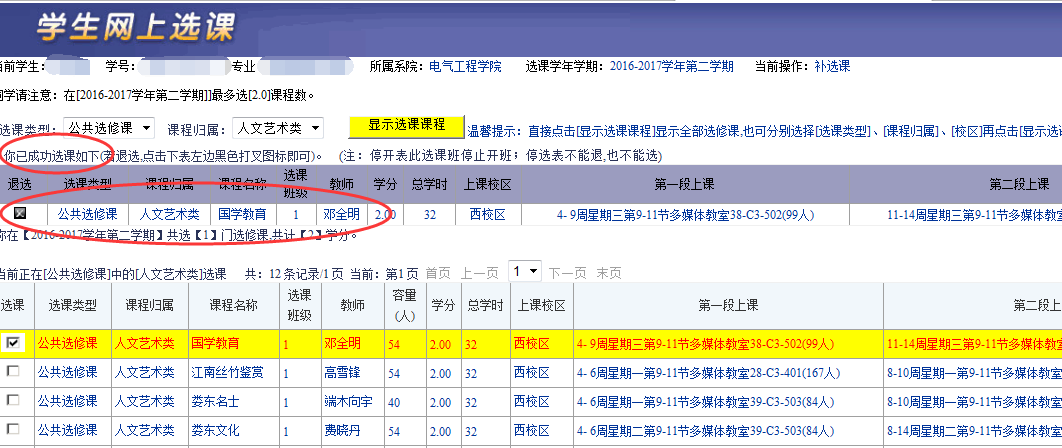 学生网上选课
当前学生: 学号: 专业 所属系院: 电气工程学院 选课学年学期: 2016-2017学年第二学期 当前操作: 补选课
同学请注意: 在[2016-2017学年第二学期]]最多选[2.0]课程数。
选课类型: 公共选修课 课程归属: 人文艺术类 显示选课课程 温馨提示: 直接点击[显示选课课程]显示全部选修课,也可分别选择[选课类型]、[课程归属]、[校区]再点击[显示选
你已成功选课如下(若退选,点击下表左边黑色打叉图标即可)。 (注: 停开表此选课班停止开班; 停选表不能退,也不能选)
退选 选课类型 课程归属 课程名称 选课班级 教师 学分 总学时 上课校区 第一段上课 第二段上课
公共选修课 人文艺术类 国学教育 1 邓全明 2.00 32 西校区 4- 9周星期三第9-11节多媒体教室38-C3-502(99人) 11-14周星期三第9-11节多媒体教室38-C3-502(
你在【2016-2017学年第二学期】共选【1】门选修课,共计【2】学分。
当前正在[公共选修课]中的[人文艺术类]选课 共: 12条记录/1页 当前: 第1页 首页 上一页 1 下一页 末页
选课 选课类型 课程归属 课程名称 选课班级 教师 容量(人) 学分 总学时 上课校区 第一段上课 第二段上
公共选修课 人文艺术类 国学教育 1 邓全明 54 2.00 32 西校区 4- 9周星期三第9-11节多媒体教室38-C3-502(99人) 11-14周星期三第9-11节多媒体教
公共选修课 人文艺术类 江南丝竹鉴赏 1 高雪锋 54 2.00 32 西校区 4- 6周星期一第9-11节多媒体教室28-C3-401(167人) 8-10周星期一第9-11节多媒体教室
公共选修课 人文艺术类 娄东名士 1 端木向宇 40 2.00 32 西校区 4- 6周星期一第9-11节多媒体教室39-C3-503(84人) 8-14周星期一第9-11节多媒体教室
公共选修课 人文艺术类 娄东文化 1 费晓丹 54 2.00 32 西校区 4- 6周星期二第9-11节多媒体教室39-C3-503(84人) 8-14周星期二第9-11节多媒体教室